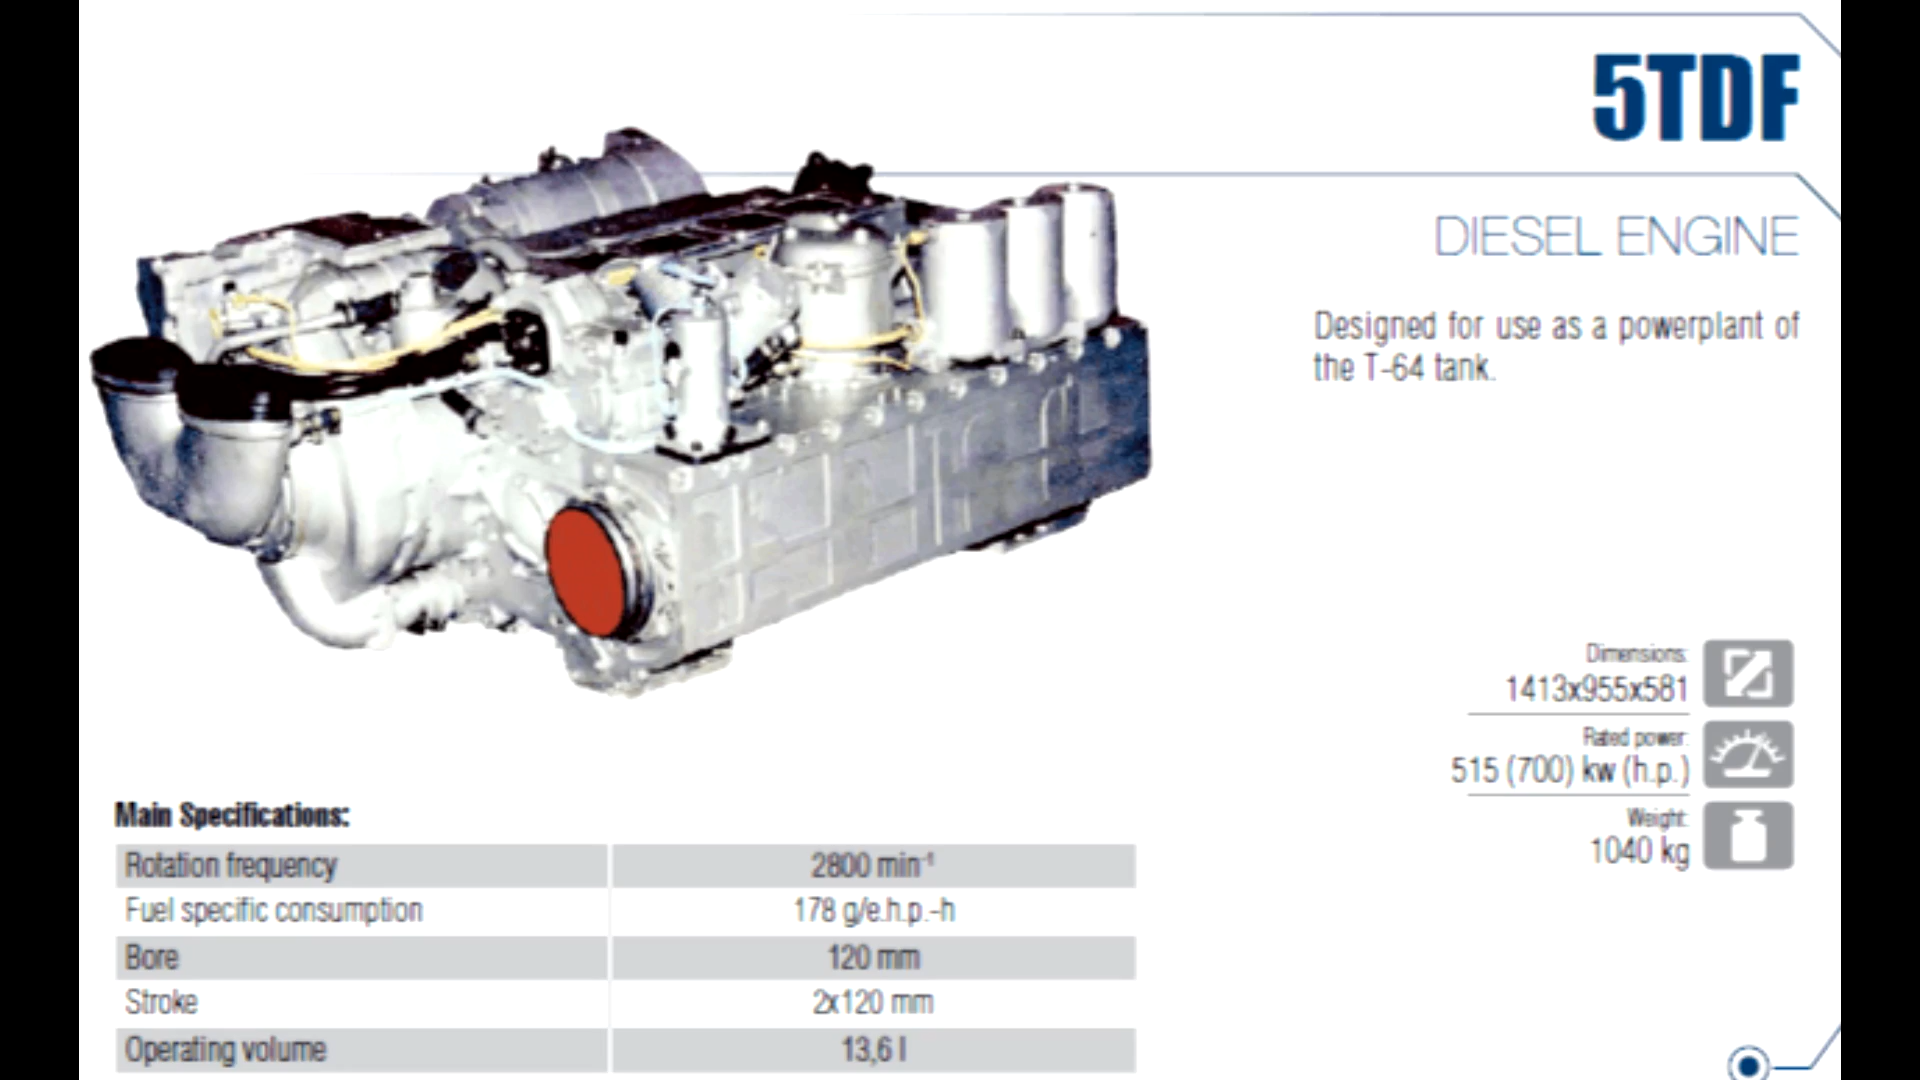 5TDF
DIESEL ENGINE
Designed for use as a powerplant of
the T-64 tank.
Dimensions:
1413x955x581
Rated power:
515 (700) kw (h.p.)
Weight:
1040 kg
Main Specifications:
Rotation frequency 2800 min⁻¹
Fuel specific consumption 178 g/e.h.p.-h
Bore 120 mm
Stroke 2x120 mm
Operating volume 13,6 l